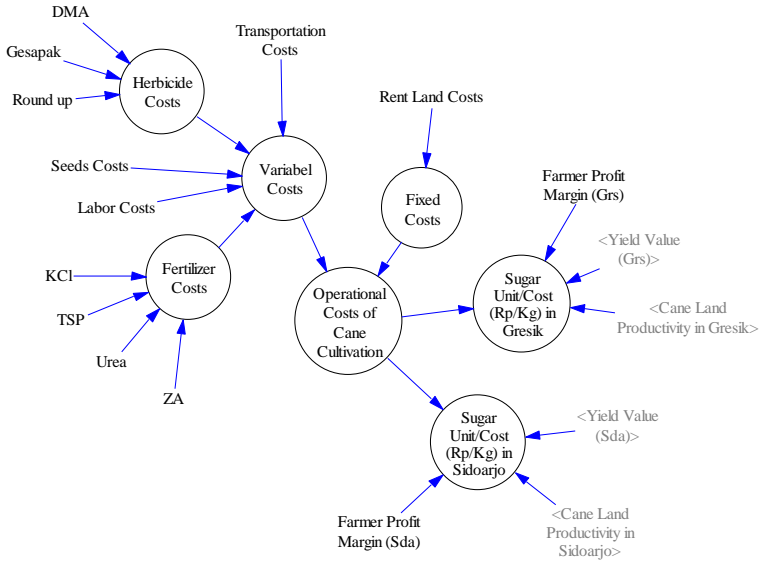 DMA
Gesapak
Round up
Herbicide
Costs
Transportation
Costs
Rent Land Costs
Seeds Costs
Labor Costs
Variabel
Costs
Fixed
Costs
Farmer Profit
Margin (Grs)
<Yield Value
(Grs)>
<Cane Land
Productivity in Gresik>
KCl
TSP
Urea
ZA
Fertilizer
Costs
Operational
Costs of
Cane
Cultivation
Sugar
Unit/Cost
(Rp/Kg) in
Gresik
Sugar
Unit/Cost
(Rp/Kg) in
Sidoarjo
<Yield Value
(Sda)>
Farmer Profit
Margin (Sda)
<Cane Land
Productivity in
Sidoarjo>